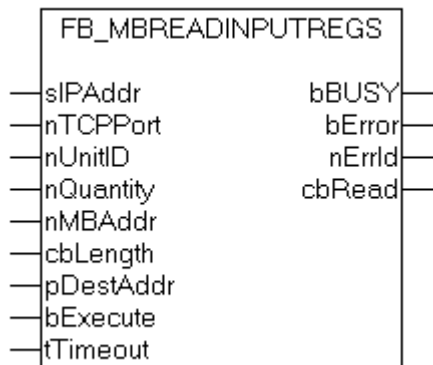 FB_MBREADINPUTREGS
sIPAddr bBUSY
nTCPPort bError
nUnitID nErrId
nQuantity cbRead
nMBAddr
cbLength
pDestAddr
bExecute
tTimeout